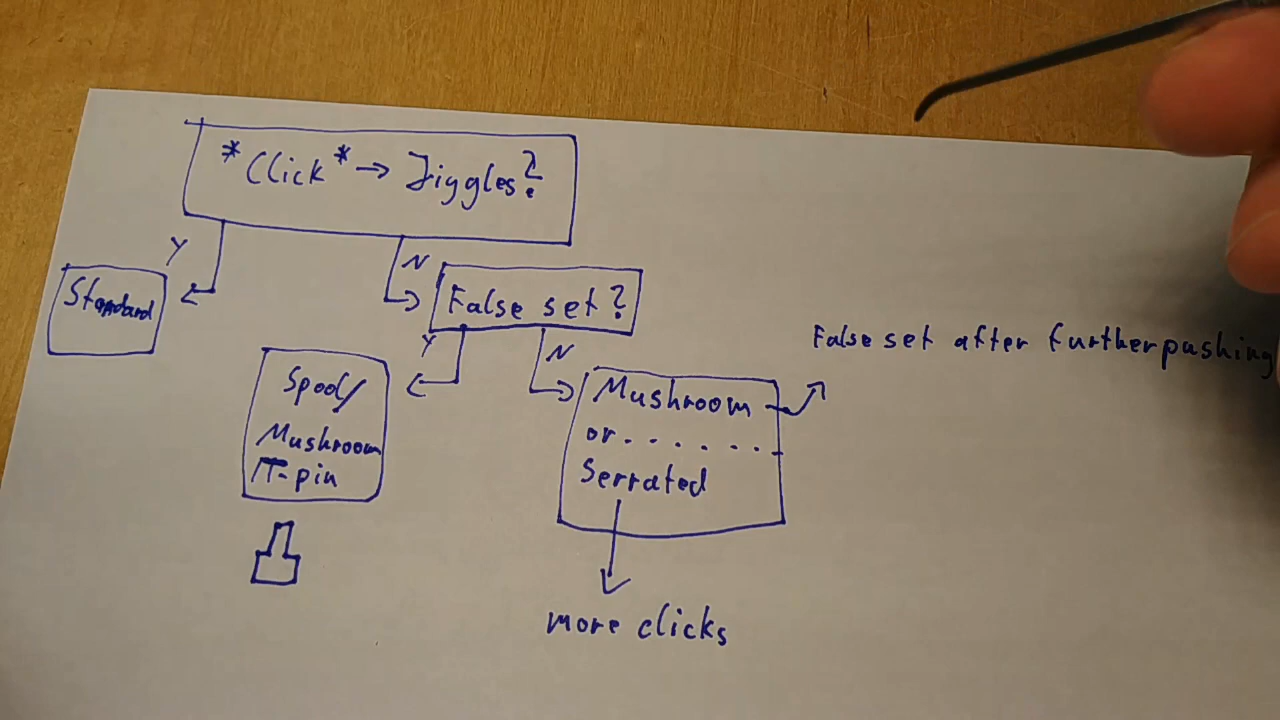 *Click* → Jiggles?
Y
N
Standard
False set?
Y
N
False set after further pushing
Spool/
Mushroom
/T-pin
Mushroom
or.......
Serrated
more clicks